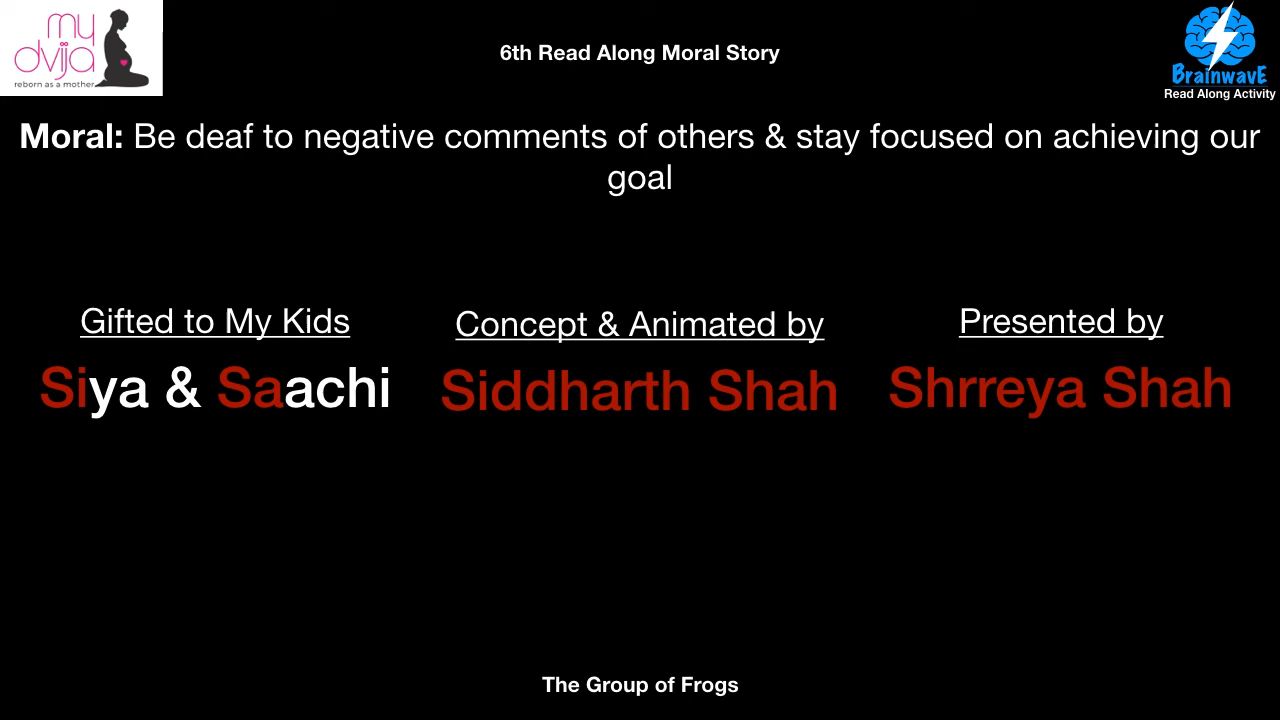 my
dvija
reborn as a mother
6th Read Along Moral Story
BrainwavE
Read Along Activity
Moral: Be deaf to negative comments of others & stay focused on achieving our
goal
Gifted to My Kids
Siya & Saachi
Concept & Animated by
Siddharth Shah
Presented by
Shrreya Shah
The Group of Frogs